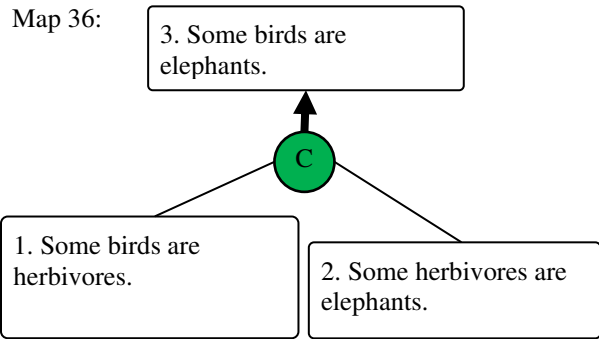 Map 36:
3. Some birds are
elephants.
C
1. Some birds are
herbivores.
2. Some herbivores are
elephants.